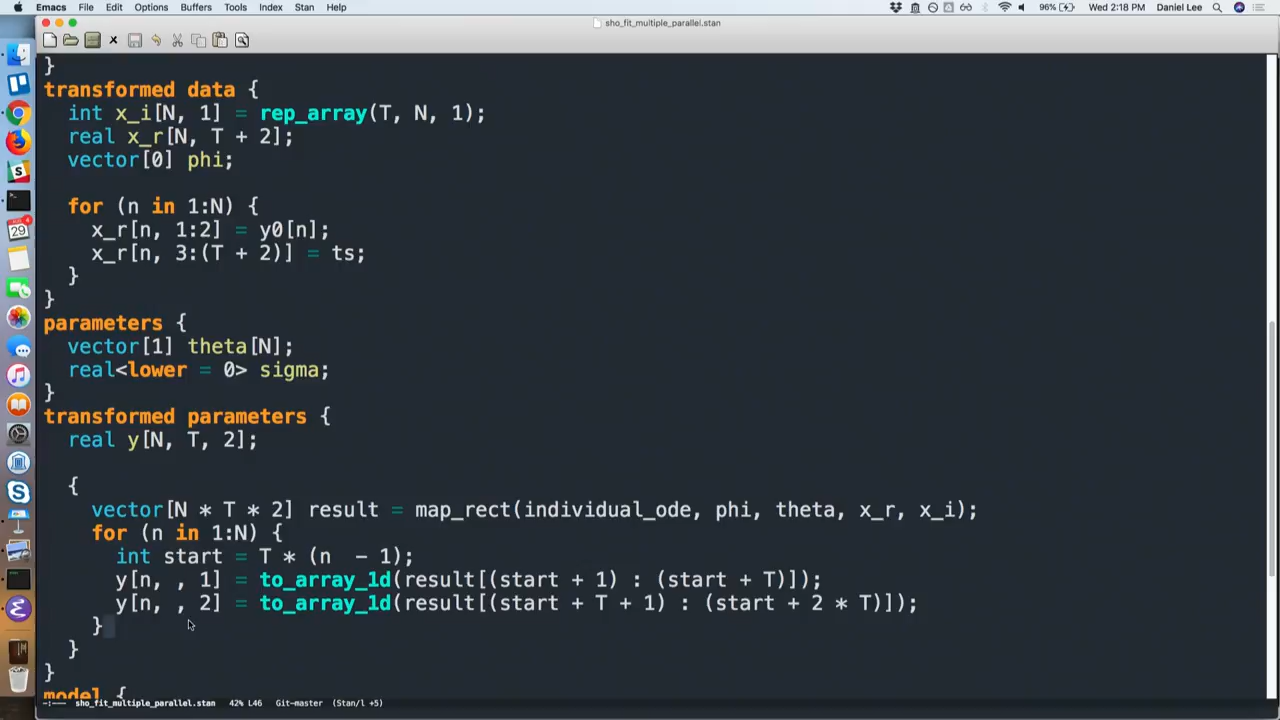 Emacs File Edit Options Buffers Tools Index Stan Help 96% Wed 2:18 PM Daniel Lee
sho_fit_multiple_parallel.stan
}
transformed data {
int x_i[N, 1] = rep_array(T, N, 1);
real x_r[N, T + 2];
vector[0] phi;
for (n in 1:N) {
x_r[n, 1:2] = y0[n];
x_r[n, 3:(T + 2)] = ts;
}
}
parameters {
vector[1] theta[N];
real<lower = 0> sigma;
}
transformed parameters {
real y[N, T, 2];
{
vector[N * T * 2] result = map_rect(individual_ode, phi, theta, x_r, x_i);
for (n in 1:N) {
int start = T * (n  - 1);
y[n, , 1] = to_array_1d(result[(start + 1) : (start + T)]);
y[n, , 2] = to_array_1d(result[(start + T + 1) : (start + 2 * T)]);
}
}
}
model {
-:--- sho_fit_multiple_parallel.stan 42% L46 Git-master (Stan/l +5)